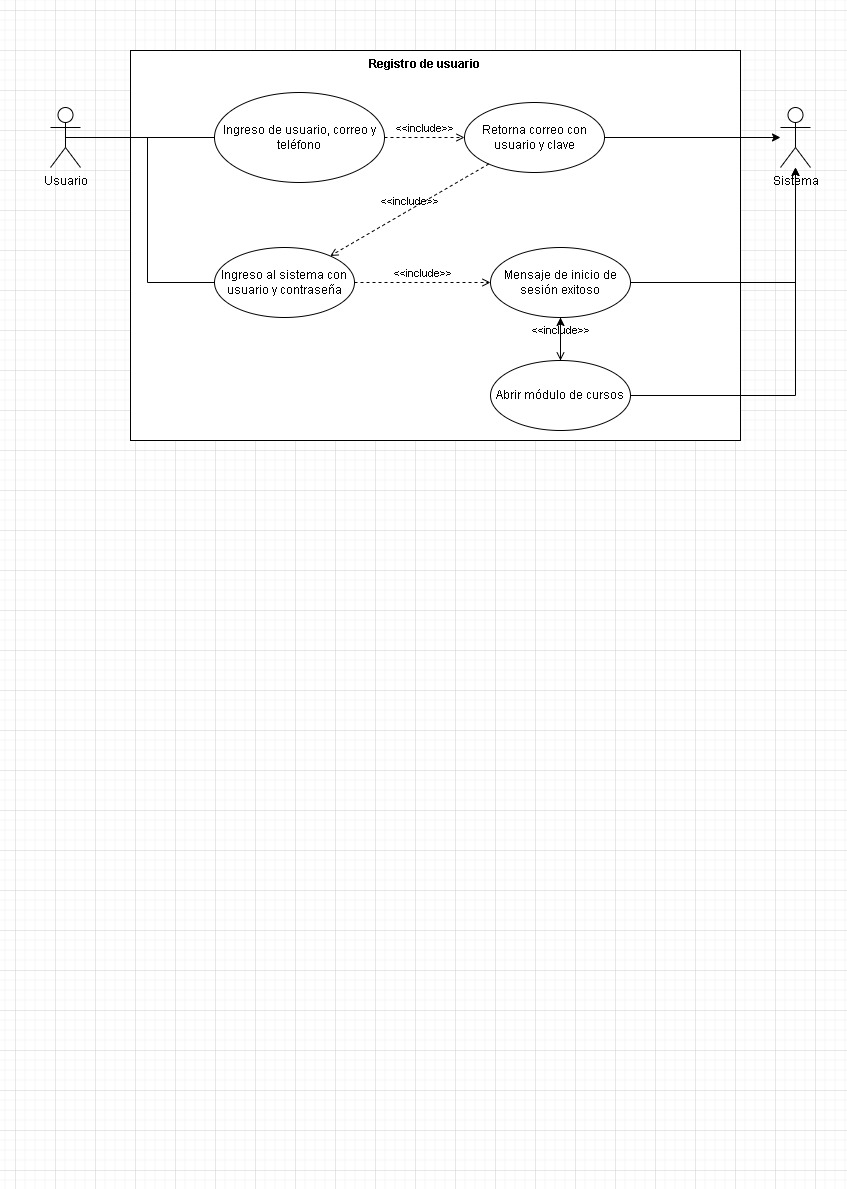 Registro de usuario
Ingreso de usuario, correo y
teléfono
<<include>>
Retorna correo con
usuario y clave
Usuario
Sistema
<<include>>
Ingreso al sistema con
usuario y contraseña
<<include>>
Mensaje de inicio de
sesión exitoso
<<include>>
Abrir módulo de cursos